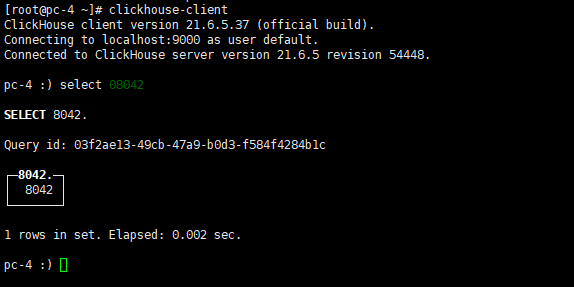 [root@pc-4 ~]# clickhouse-client
ClickHouse client version 21.6.5.37 (official build).
Connecting to localhost:9000 as user default.
Connected to ClickHouse server version 21.6.5 revision 54448.
pc-4 :) select 08042
SELECT 8042.
Query id: 03f2ae13-49cb-47a9-b0d3-f584f4284b1c
8042.
8042
1 rows in set. Elapsed: 0.002 sec.
pc-4 :)